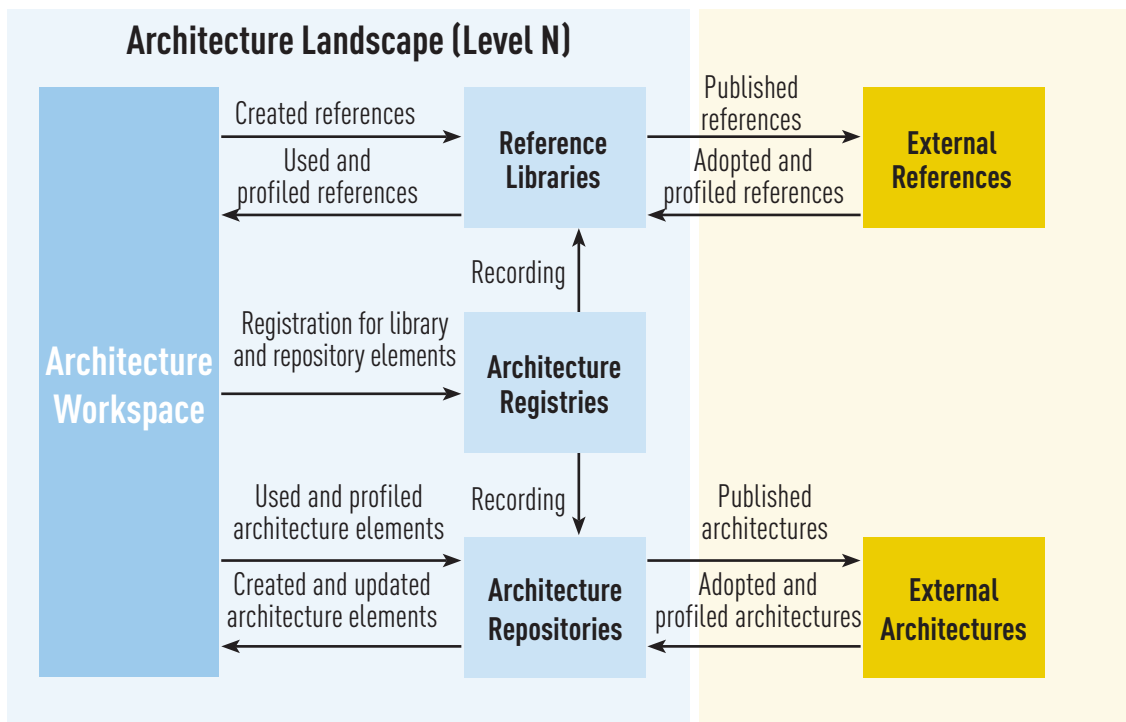 Architecture Landscape (Level N)
Architecture
Workspace
Created references
Used and
profiled references
Reference
Libraries
Published
references
Adopted and
profiled references
External
References
Recording
Registration for library
and repository elements
Architecture
Registries
Recording
Used and profiled
architecture elements
Created and updated
architecture elements
Architecture
Repositories
Published
architectures
Adopted and
profiled architectures
External
Architectures